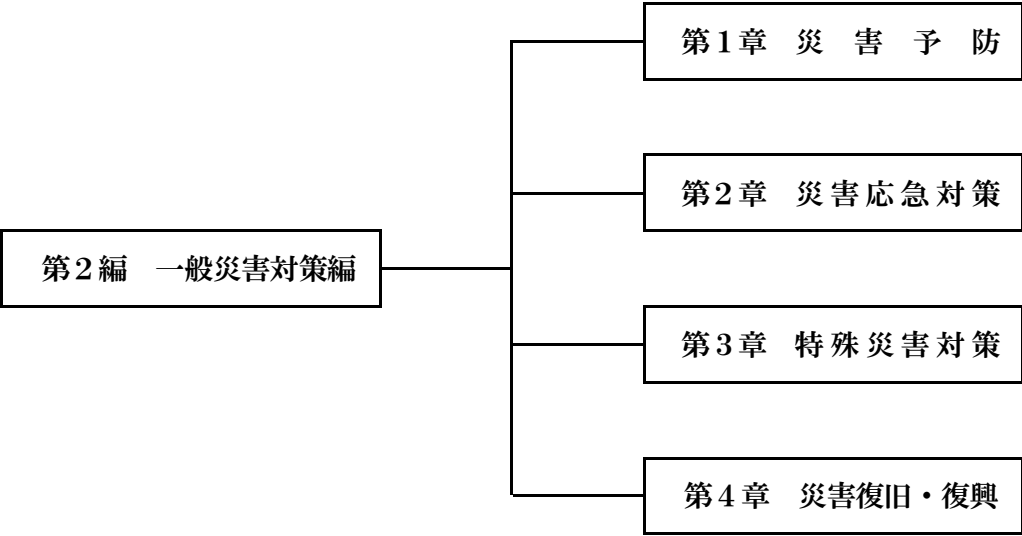 第２編　一般災害対策編
第１章　災　害　予　防
第２章　災害応急対策
第３章　特殊災害対策
第４章　災害復旧・復興